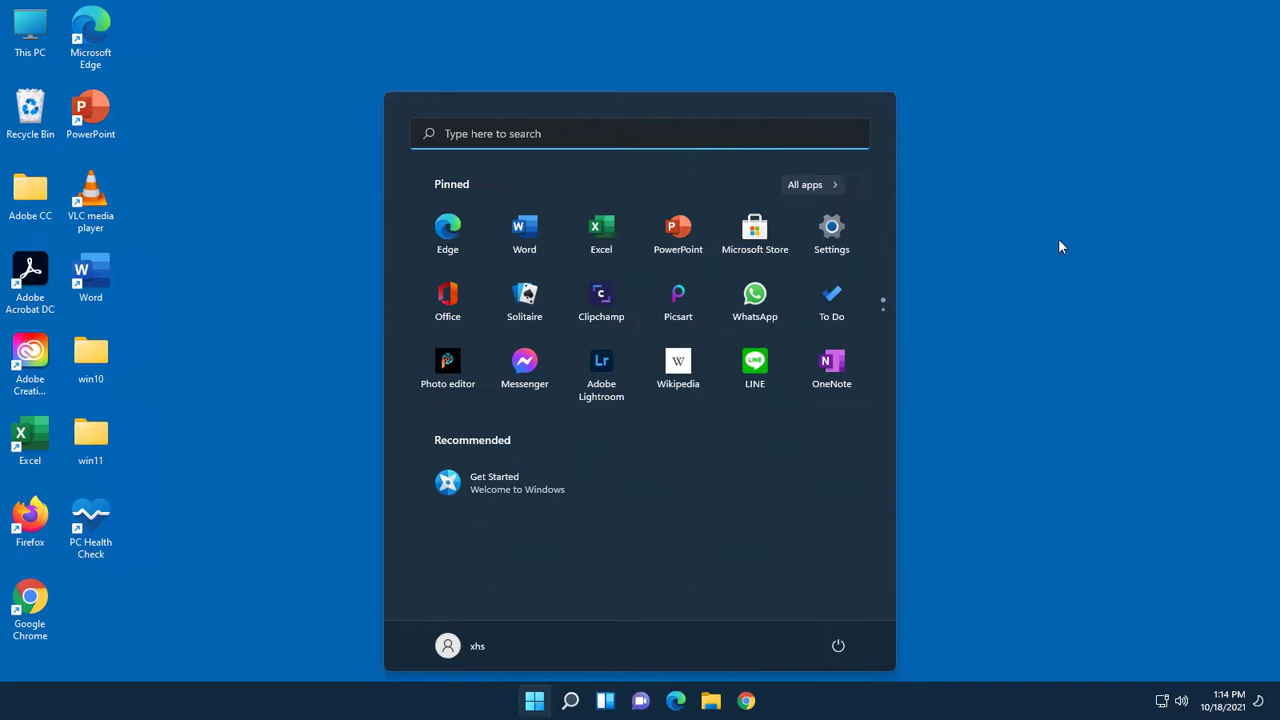 This PC
Microsoft
Edge
Recycle Bin
PowerPoint
Adobe CC
VLC media
player
Adobe
Acrobat DC
Word
Adobe
Creati...
win10
Excel
win11
Firefox
PC Health
Check
Google
Chrome
Type here to search
Pinned
All apps
Edge
Word
Excel
PowerPoint
Microsoft Store
Settings
Office
Solitaire
Clipchamp
Picsart
WhatsApp
To Do
Photo editor
Messenger
Adobe
Lightroom
Wikipedia
LINE
OneNote
Recommended
Get Started
Welcome to Windows
xhs
1:14 PM
10/18/2021